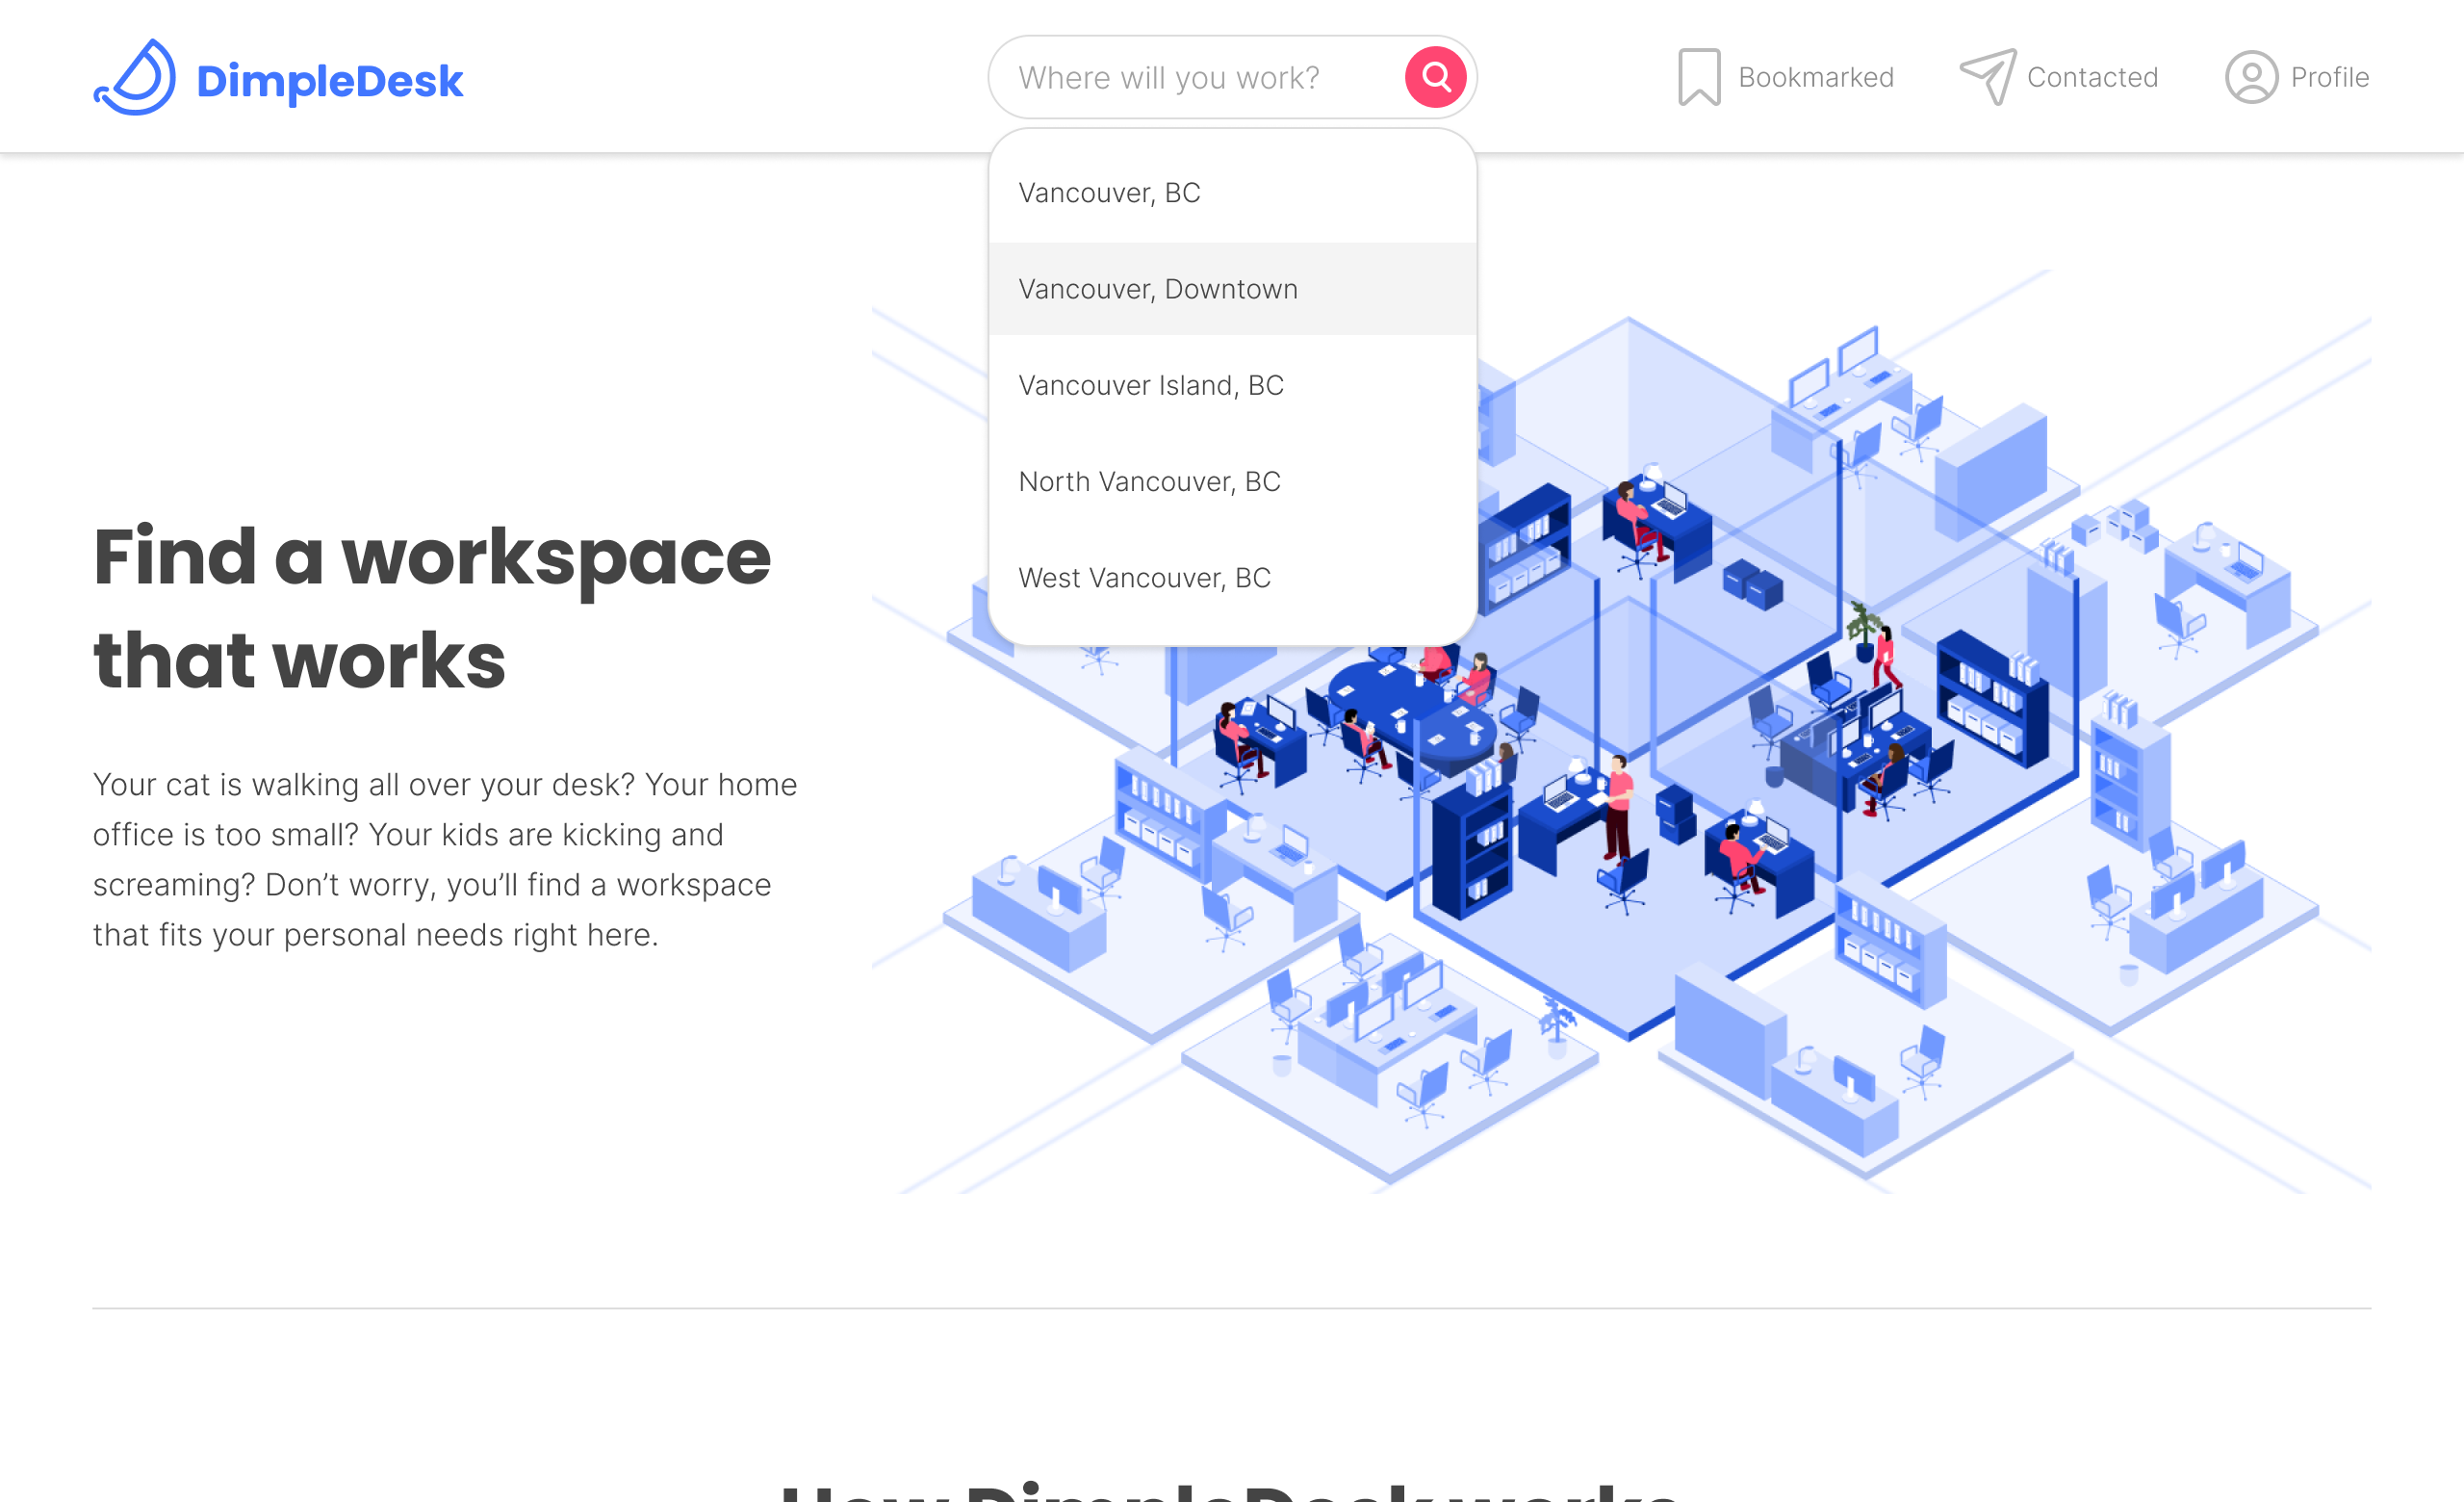 DimpleDesk
Where will you work?
Bookmarked
Contacted
Profile
Vancouver, BC
Vancouver, Downtown
Vancouver Island, BC
North Vancouver, BC
West Vancouver, BC
Find a workspace
that works
Your cat is walking all over your desk? Your home
office is too small? Your kids are kicking and
screaming? Don’t worry, you’ll find a workspace
that fits your personal needs right here.
How DimpleDesk works